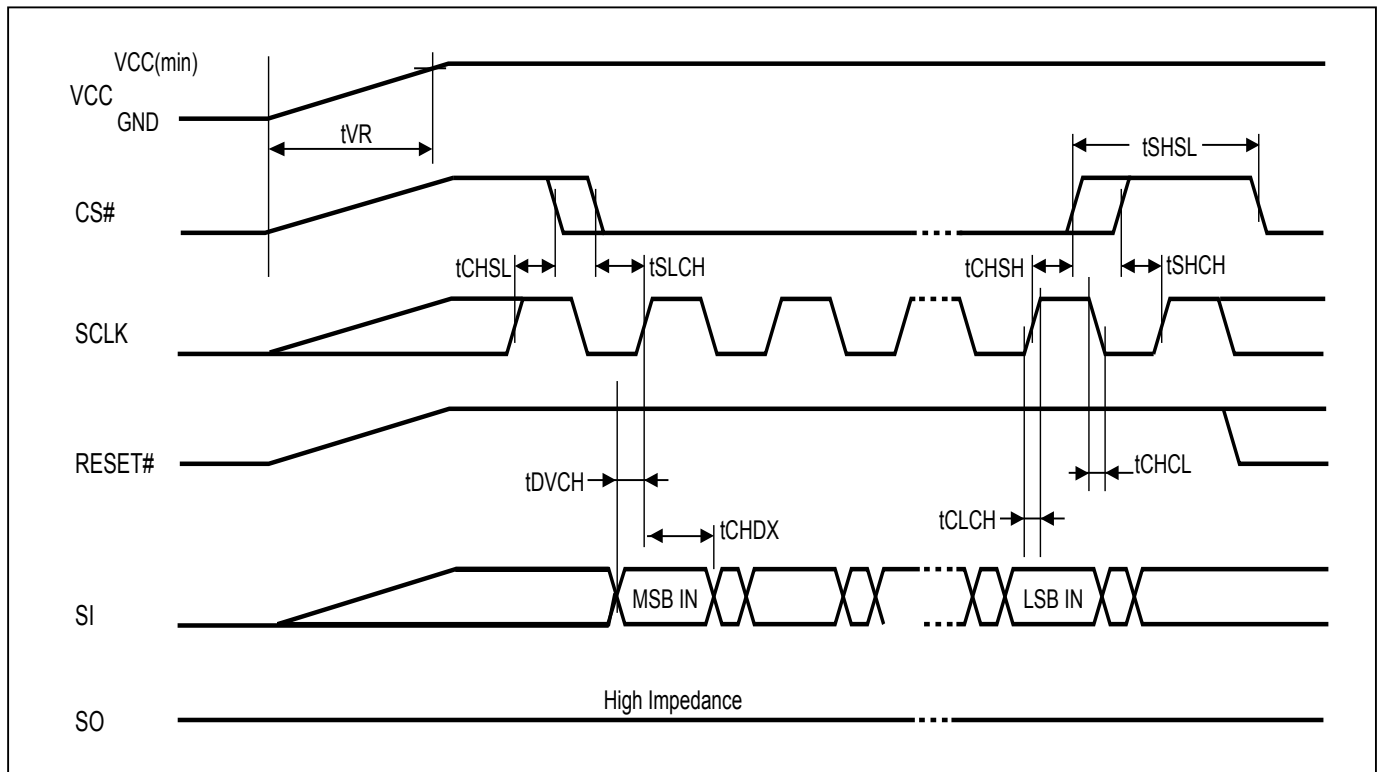 VCC(min)
VCC
GND
tVR
tSHSL
CS#
tCHSL
tSLCH
tCHSH
tSHCH
SCLK
RESET#
tDVCH
tCHCL
tCLCH
tCHDX
SI
MSB IN
LSB IN
High Impedance
SO